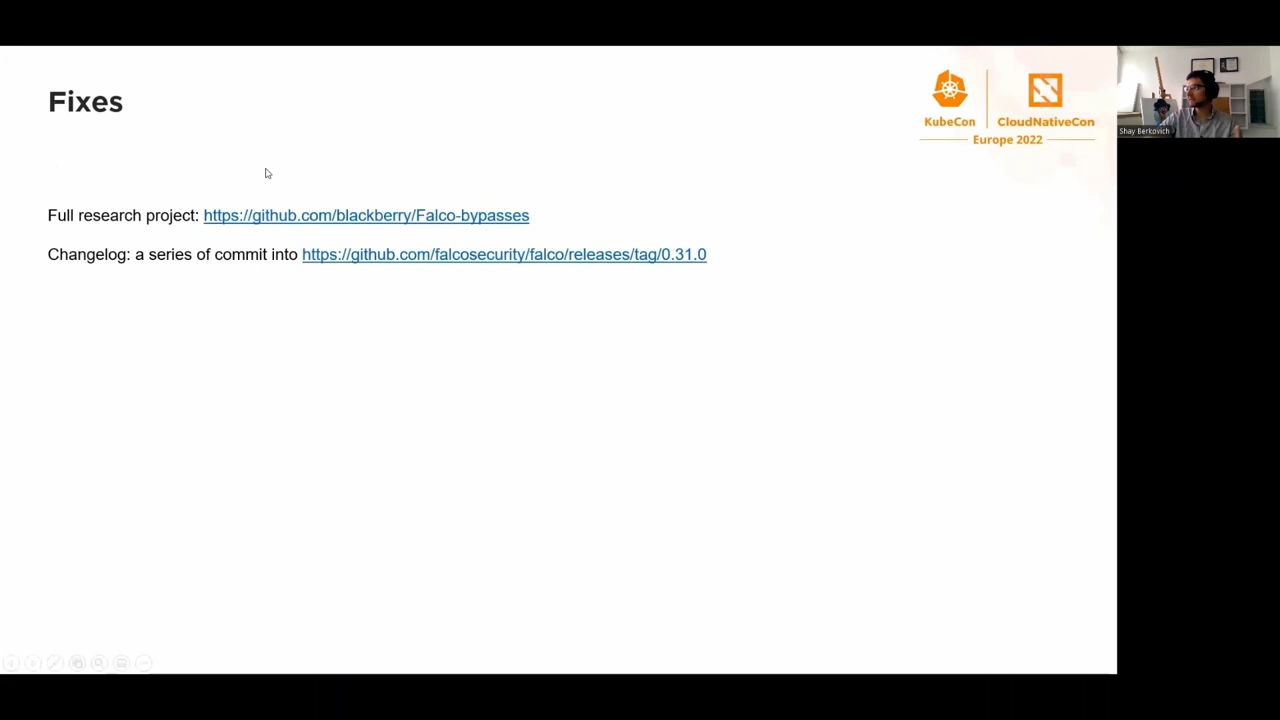 Fixes
KubeCon
CloudNativeCon
Europe 2022
Shay Berkovich
Full research project: https://github.com/blackberry/Falco-bypasses
Changelog: a series of commit into https://github.com/falcosecurity/falco/releases/tag/0.31.0